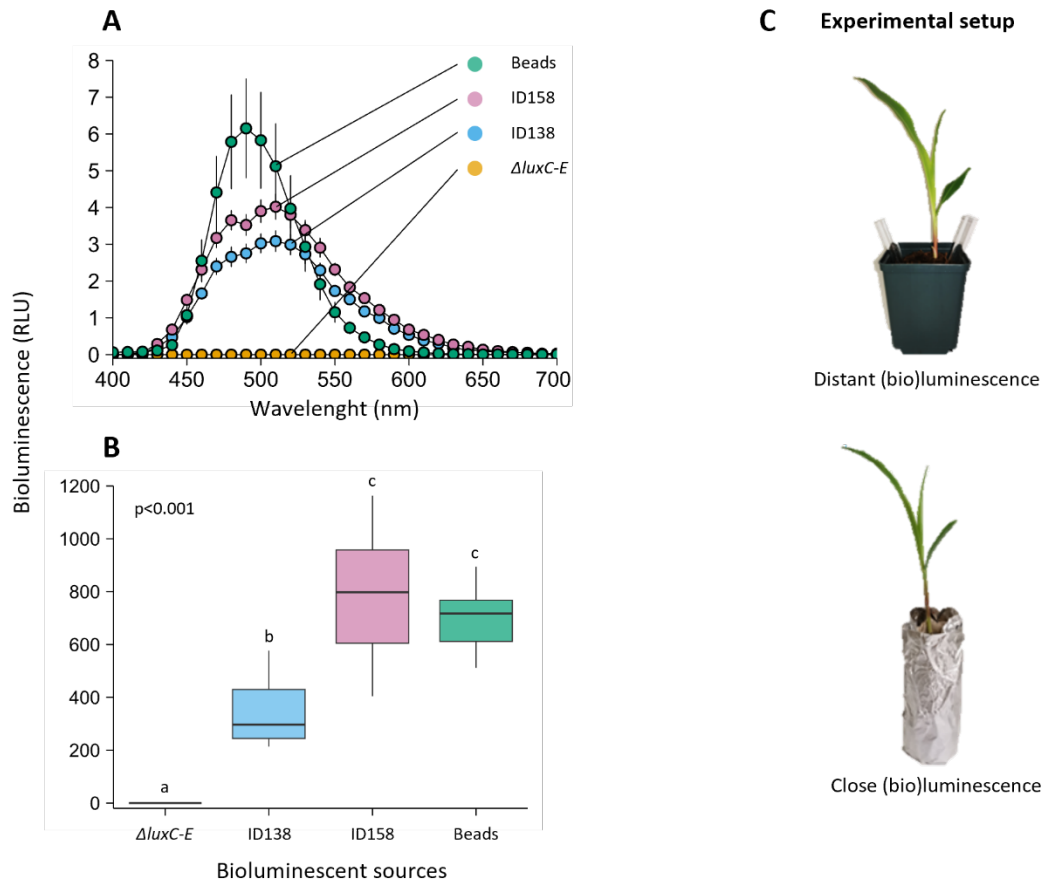 A
8
7
6
5
4
3
2
1
0
400
450
500
550
600
650
700
Wavelenght (nm)
Beads
ID158
ID138
ΔluxC-E
Bioluminescence (RLU)
B
1200
1000
800
600
400
200
0
p<0.001
a
b
c
c
ΔluxC-E
ID138
ID158
Beads
Bioluminescent sources
C
Experimental setup
Distant (bio)luminescence
Close (bio)luminescence